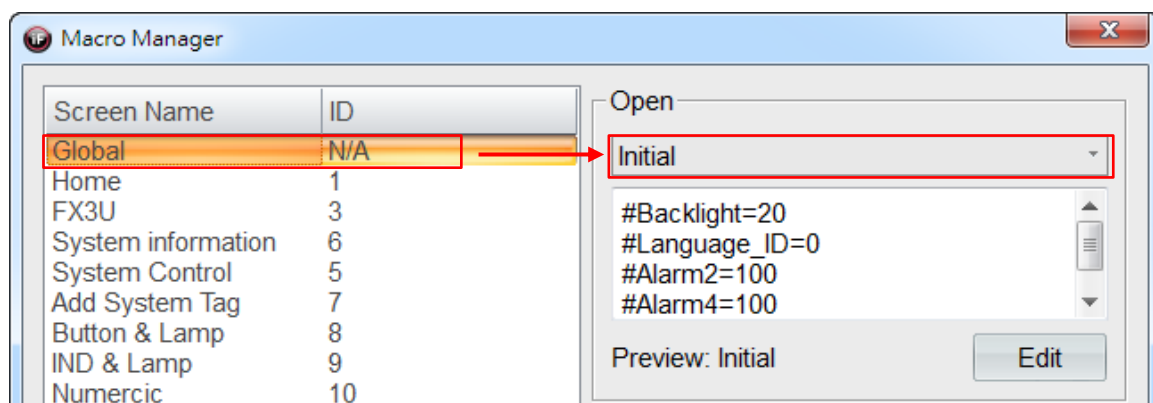 Macro Manager
Screen Name ID
Global N/A
Home 1
FX3U 3
System information 6
System Control 5
Add System Tag 7
Button & Lamp 8
IND & Lamp 9
Numercic 10
Open
Initial
#Backlight=20
#Language_ID=0
#Alarm2=100
#Alarm4=100
Preview: Initial
Edit